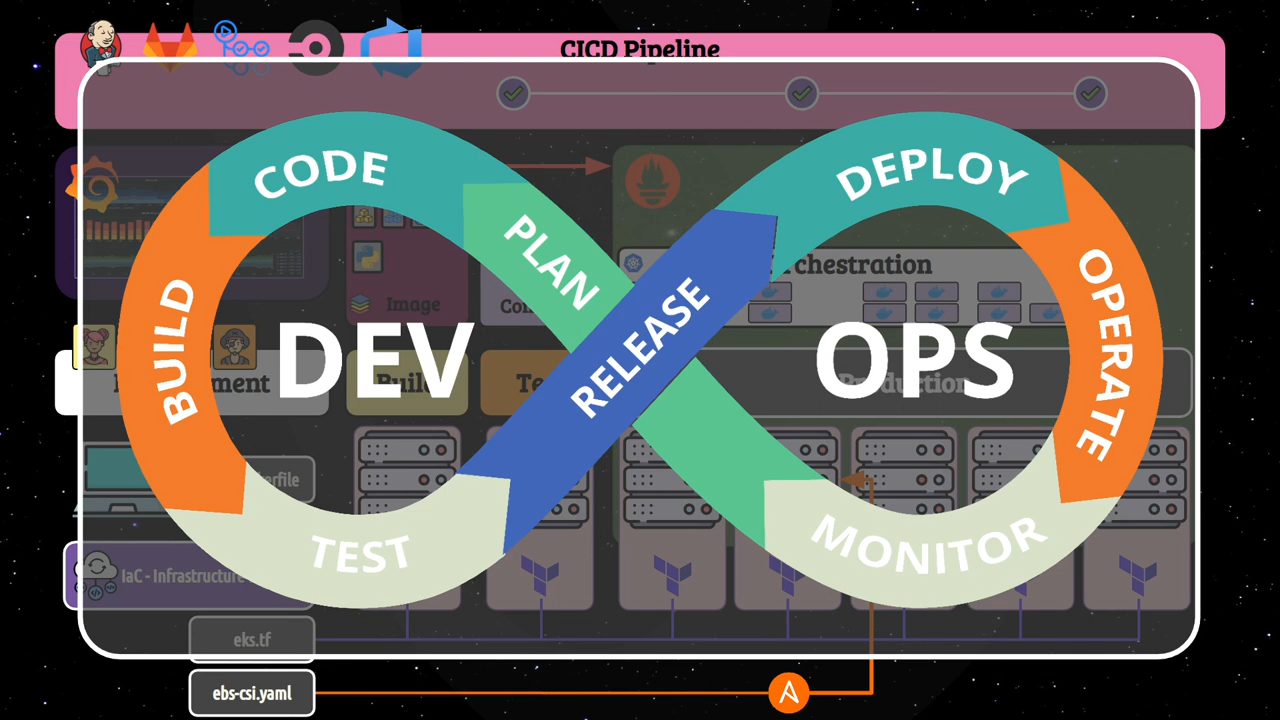 CICD Pipeline
CODE
DEPLOY
PLAN
BUILD
RELEASE
OPERATE
DEV
OPS
TEST
MONITOR
Image
Production
IaC - Infrastructure
eks.tf
ebs-csi.yaml